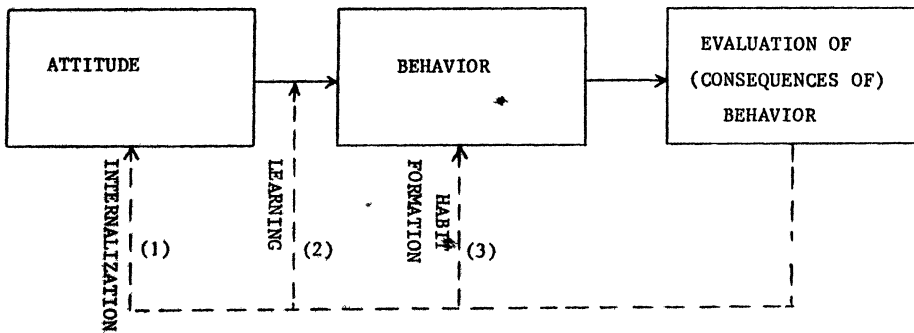 ATTITUDE
BEHAVIOR
EVALUATION OF
(CONSEQUENCES OF)
BEHAVIOR
INTERNALIZATION
(1)
LEARNING
(2)
HABIT
FORMATION
(3)